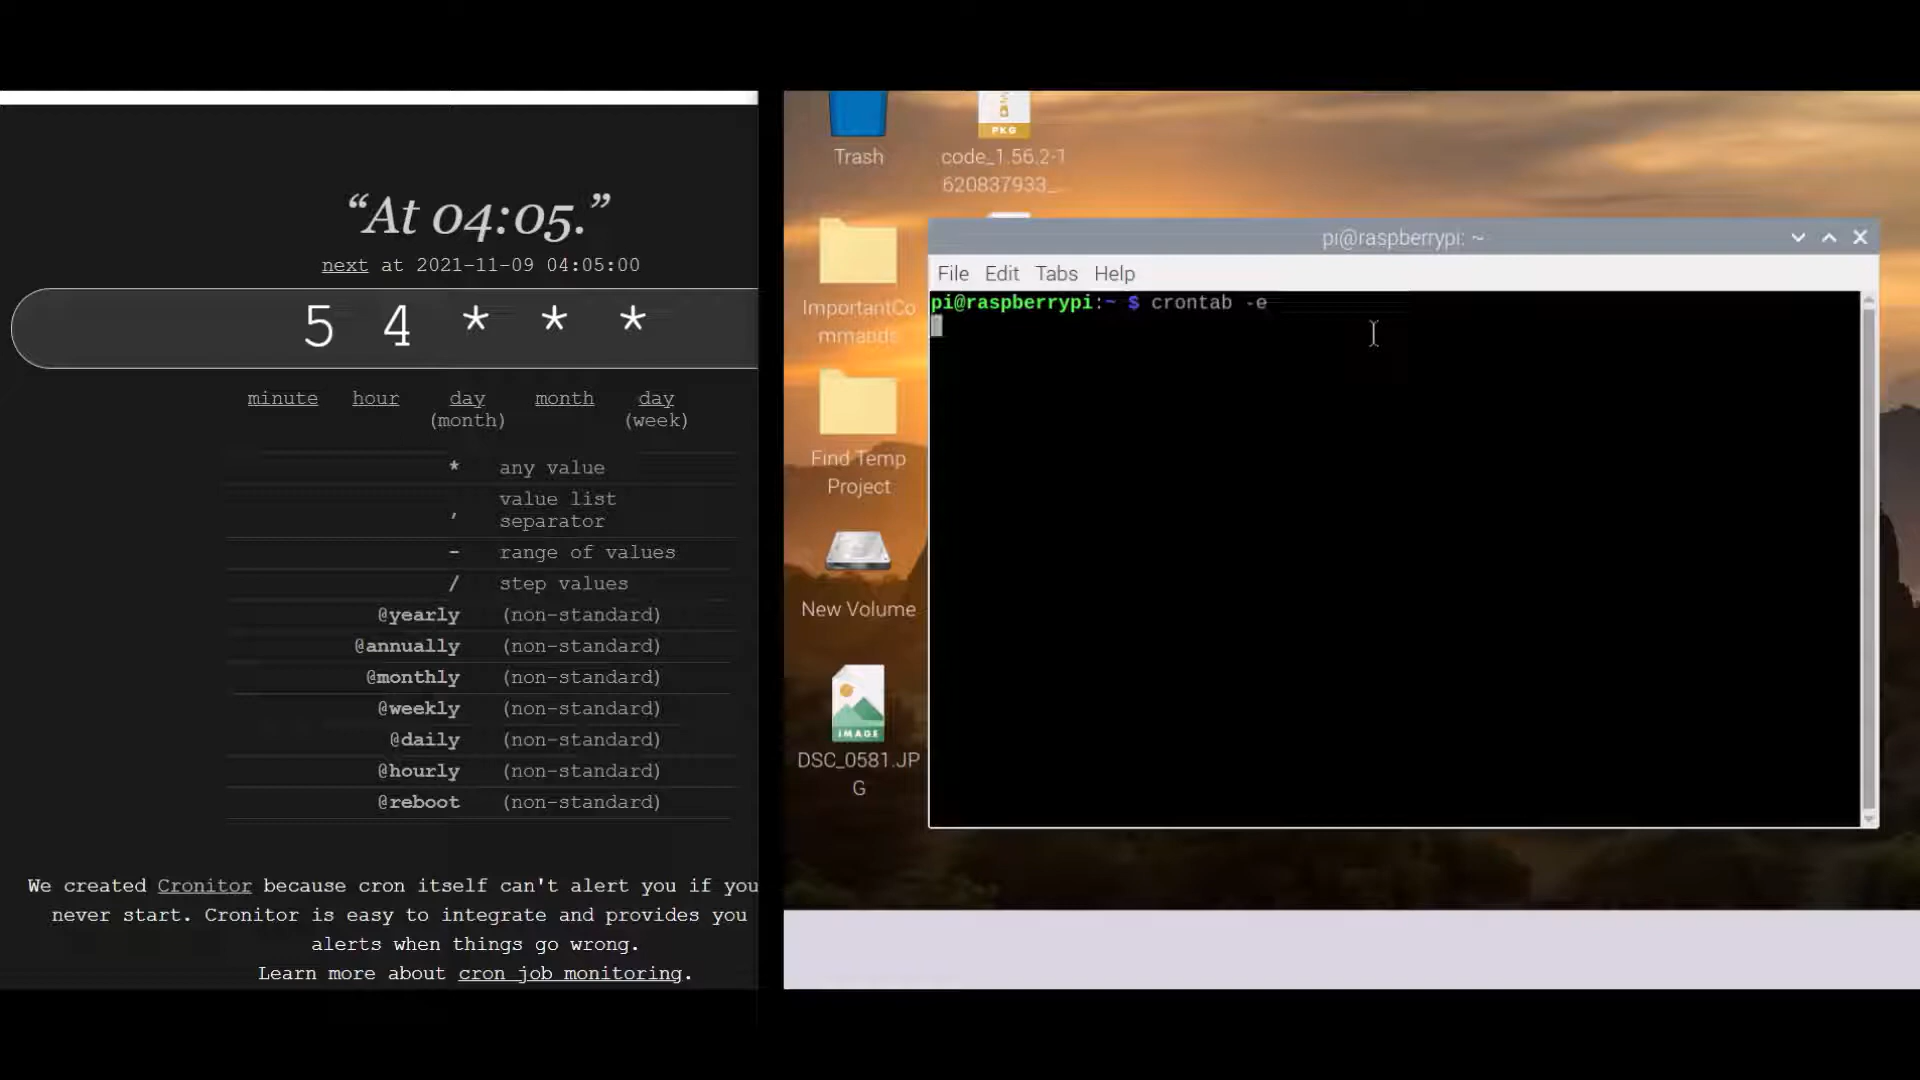 “At 04:05.”
next at 2021-11-09 04:05:00
5 4 * * *
minute hour day month day
(month) (week)
* any value
, value list
separator
- range of values
/ step values
@yearly (non-standard)
@annually (non-standard)
@monthly (non-standard)
@weekly (non-standard)
@daily (non-standard)
@hourly (non-standard)
@reboot (non-standard)
We created Cronitor because cron itself can't alert you if you
never start. Cronitor is easy to integrate and provides you
alerts when things go wrong.
Learn more about cron job monitoring.
Trash
PKG
code_1.56.2-1
620837933_...
ImportantCo
mmands
Find Temp
Project
New Volume
IMAGE
DSC_0581.JP
G
pi@raspberrypi: ~
File Edit Tabs Help
pi@raspberrypi:~ $ crontab -e